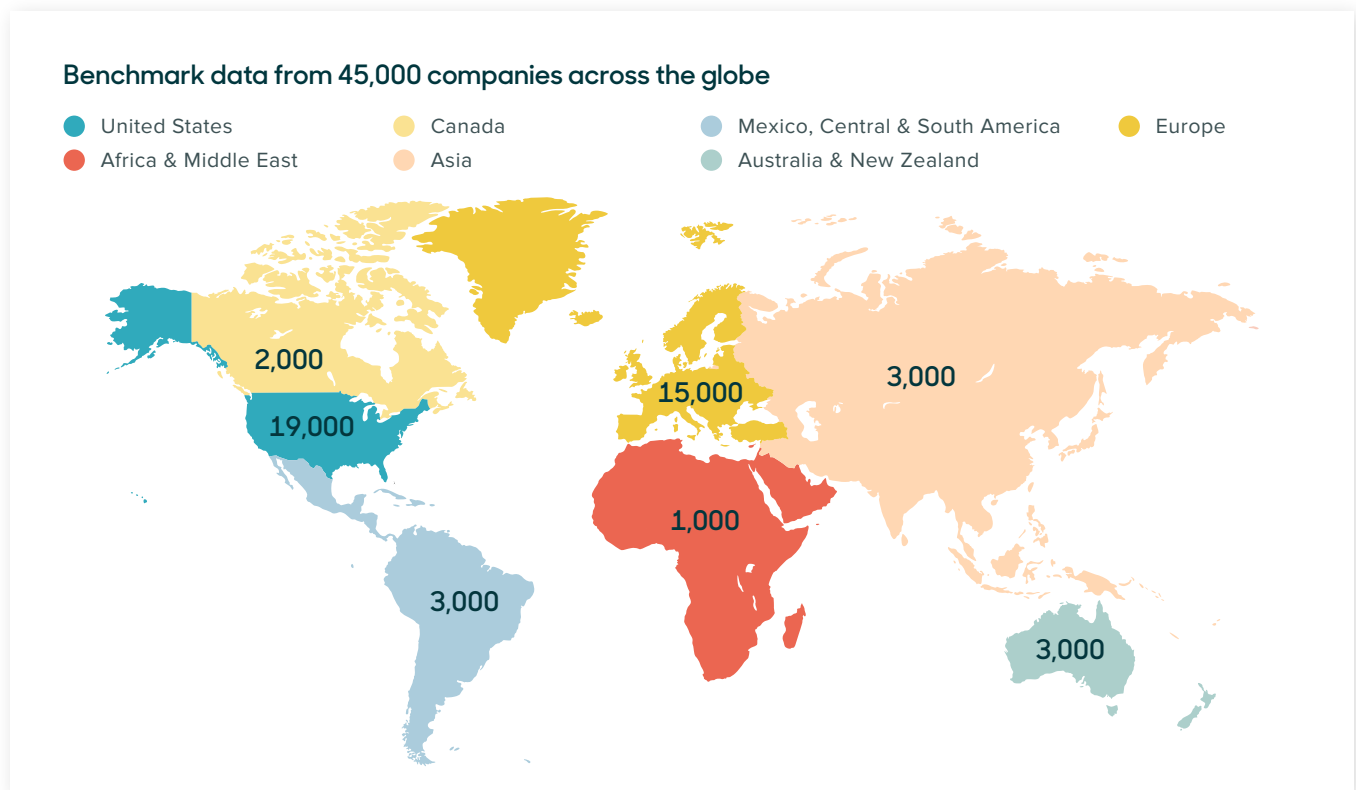 Benchmark data from 45,000 companies across the globe
United States
Canada
Mexico, Central & South America
Europe
Africa & Middle East
Asia
Australia & New Zealand
2,000
3,000
15,000
19,000
1,000
3,000
3,000